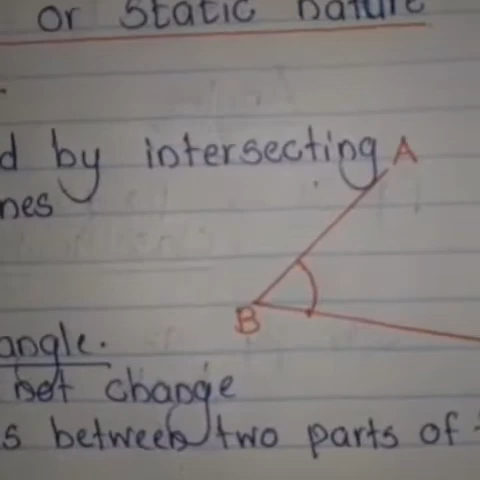 or Static nature
d by intersecting
A
nes
B
angle.
not change
s between two parts of